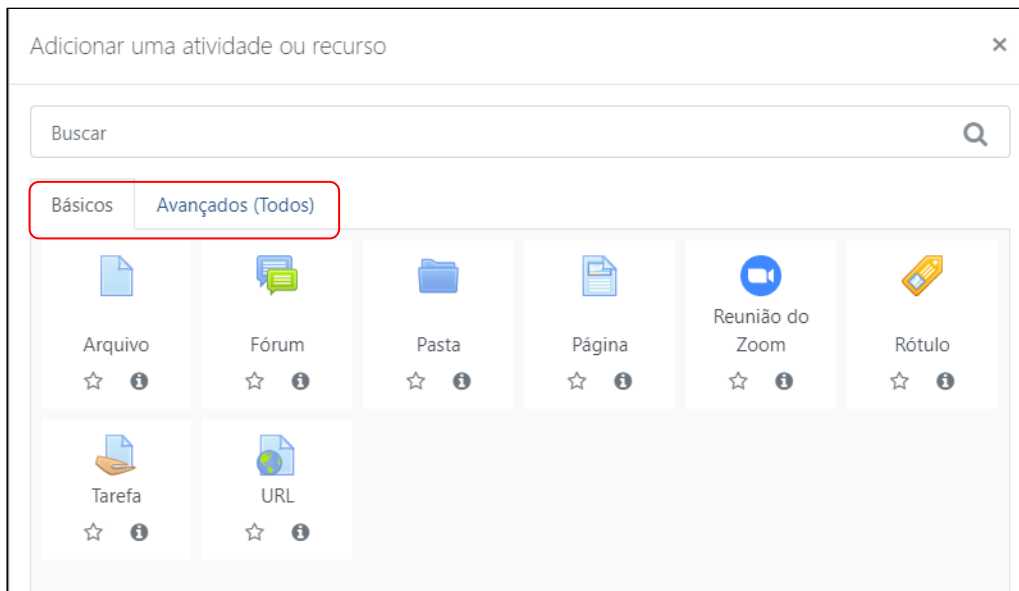 Adicionar uma atividade ou recurso
Buscar
Básicos Avançados (Todos)
Arquivo Fórum Pasta Página Reunião do Zoom Rótulo
Tarefa URL